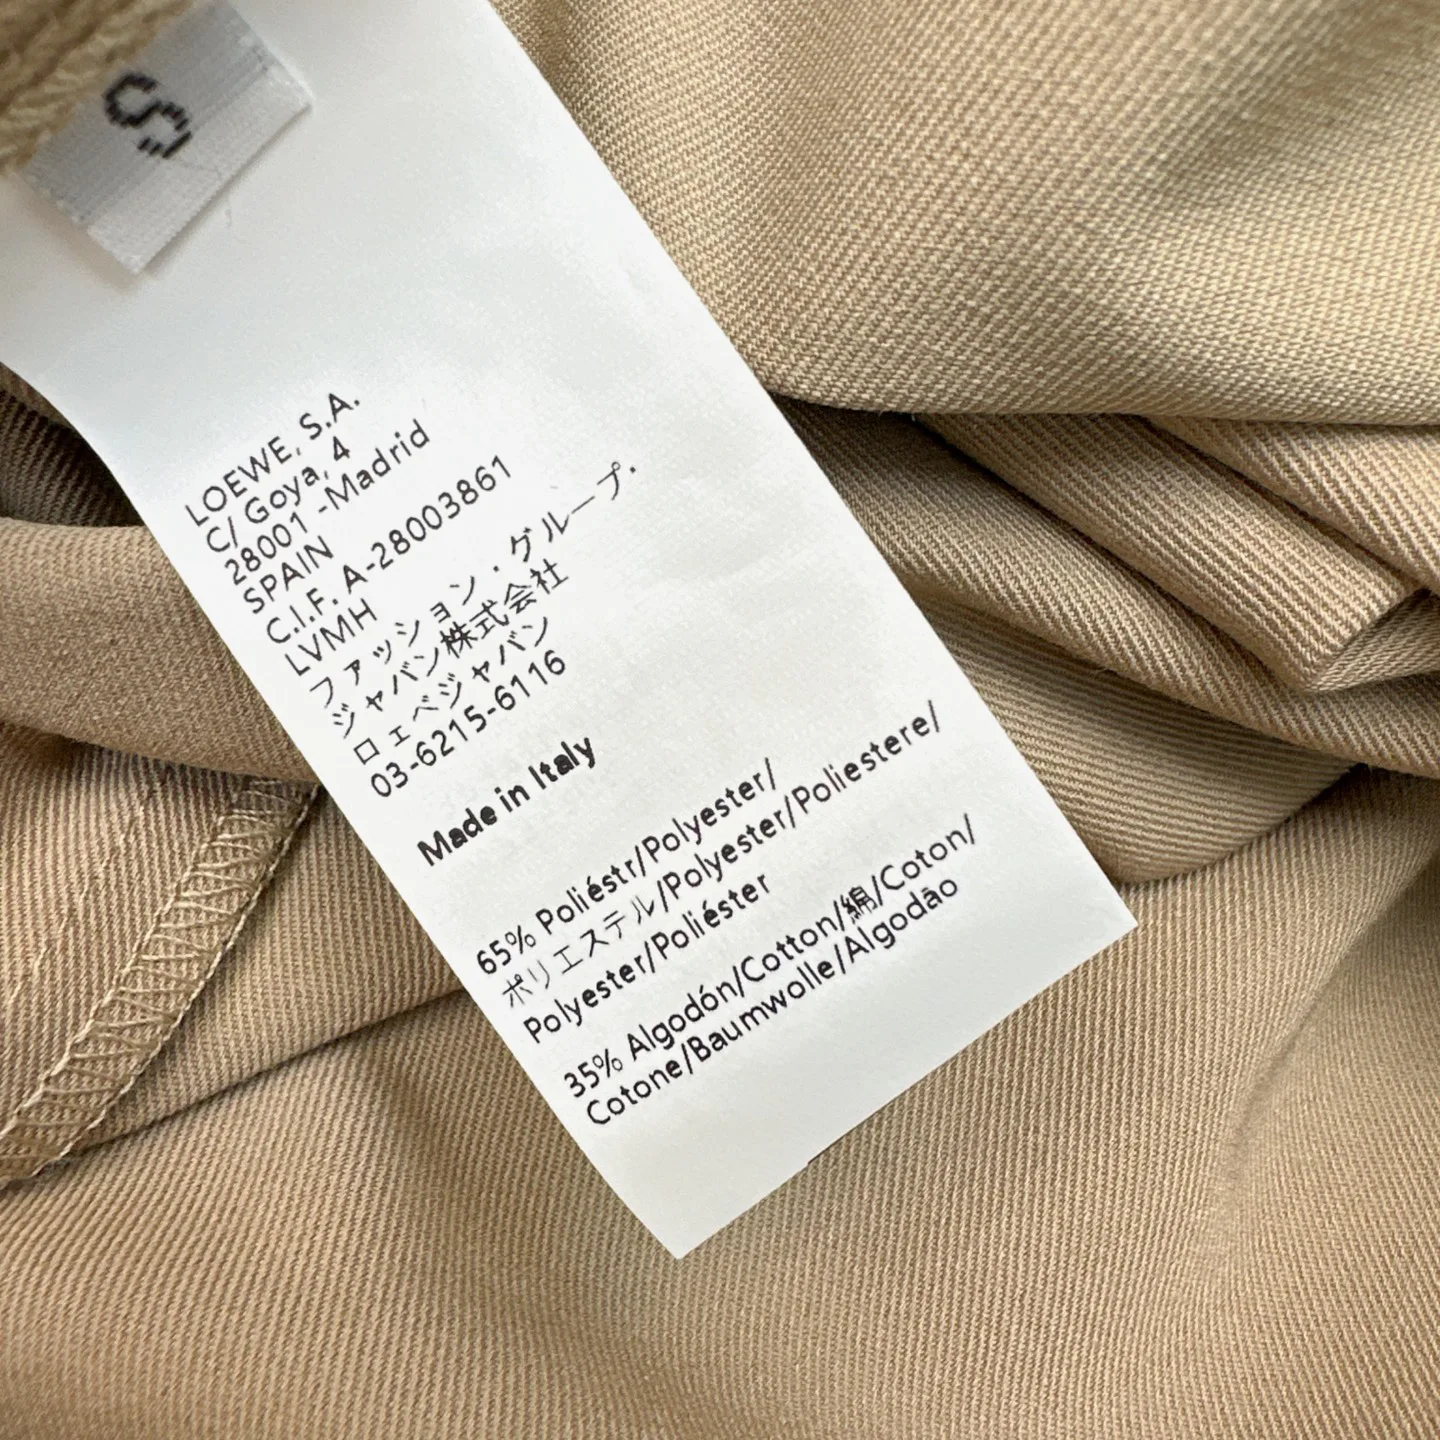 S
LOEWE, S.A.
C/ Goya, 4
28001 -Madrid
SPAIN
C.I.F. A-28003861
LVMH
ファッション・グループ・
ジャパン株式会社
ロエベジャパン
03-6215-6116
Made in Italy
65% Poliéstr/Polyester/
ポリエステル/Polyester/Poliestere/
Polyester/Poliéster
35% Algodón/Cotton/綿/Coton/
Cotone/Baumwolle/Algodão